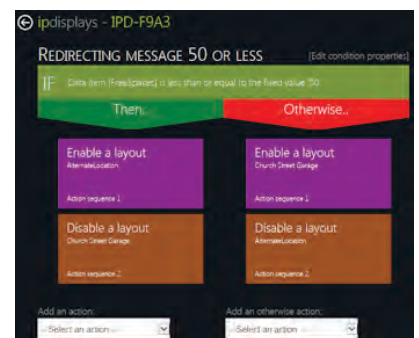 ipdisplays - IPD-F9A3
REDIRECTING MESSAGE 50 OR LESS
[Edit condition properties]
IF Data item [FreeSpaces] is less than or equal to the fixed value '50
Then..
Otherwise..
Enable a layout
AlternateLocation
Action sequence 1
Enable a layout
Church Street Garage
Action sequence 1
Disable a layout
Church Street Garage
Action sequence 2
Disable a layout
AlternateLocation
Action sequence 2
Add an action:
-- Select an action --
Add an otherwise action:
-- Select an action --